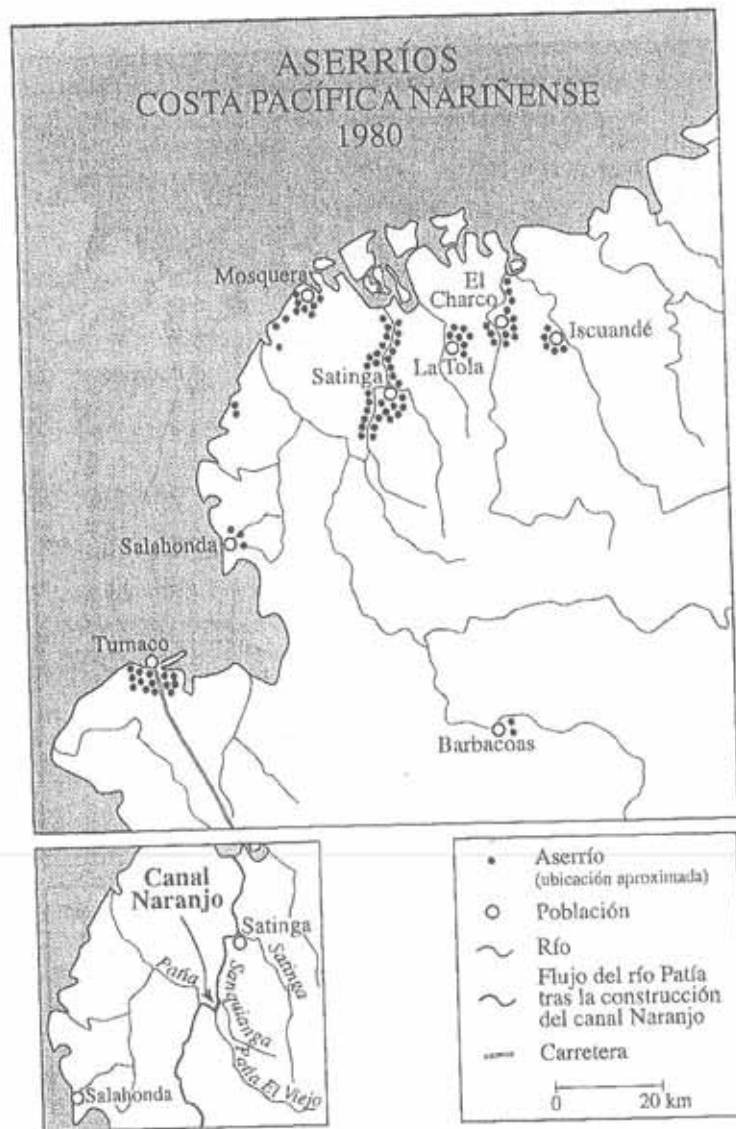 ASERRÍOS
COSTA PACÍFICA NARIÑENSE
1980
Mosquera
El
Charco
Iscuandé
La Tola
Satinga
Salahonda
Tumaco
Barbacoas
Canal
Naranjo
Satinga
Patía
Sanquianga
Satinga
Patía El Viejo
Salahonda
Aserrío
(ubicación aproximada)
Población
Río
Flujo del río Patía
tras la construcción
del canal Naranjo
Carretera
0 20 km